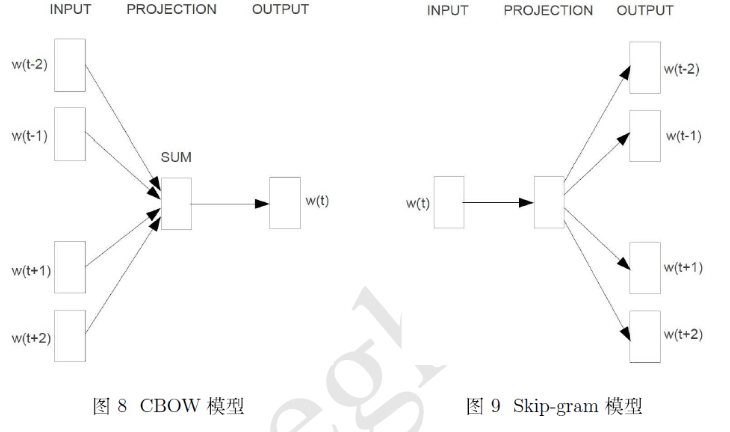 INPUT PROJECTION OUTPUT
w(t-2)
w(t-1)
SUM
w(t)
w(t+1)
w(t+2)
图 8 CBOW 模型
INPUT PROJECTION OUTPUT
w(t-2)
w(t-1)
w(t)
w(t+1)
w(t+2)
图 9 Skip-gram 模型